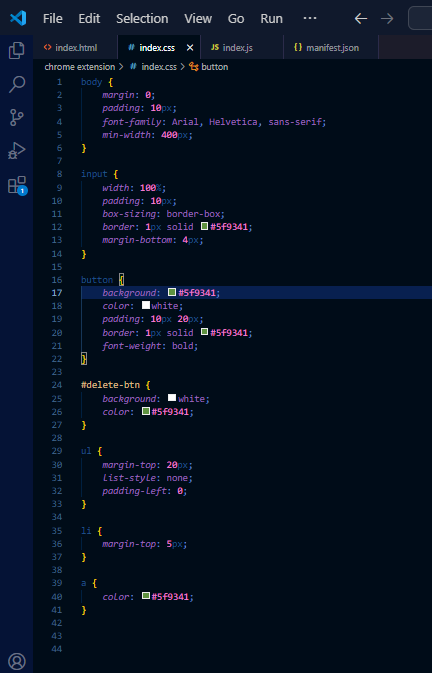 File Edit Selection View Go Run ···
index.html
# index.css ×
JS index.js
{} manifest.json
chrome extension > # index.css > button
1 body {
2 margin: 0;
3 padding: 10px;
4 font-family: Arial, Helvetica, sans-serif;
5 min-width: 400px;
6 }
7
8 input {
9 width: 100%;
10 padding: 10px;
11 box-sizing: border-box;
12 border: 1px solid #5f9341;
13 margin-bottom: 4px;
14 }
15
16 button {
17 background: #5f9341;
18 color: white;
19 padding: 10px 20px;
20 border: 1px solid #5f9341;
21 font-weight: bold;
22 }
23
24 #delete-btn {
25 background: white;
26 color: #5f9341;
27 }
28
29 ul {
30 margin-top: 20px;
31 list-style: none;
32 padding-left: 0;
33 }
34
35 li {
36 margin-top: 5px;
37 }
38
39 a {
40 color: #5f9341;
41 }
42
43
44
1